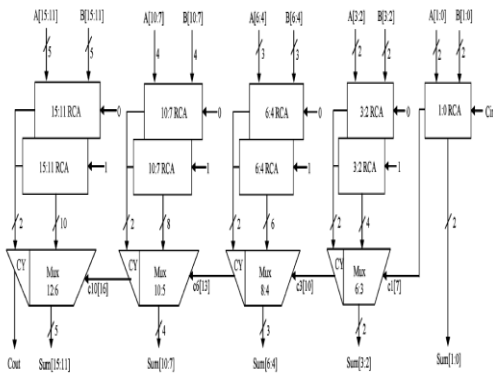 A[15:11] B[15:11] A[10:7] B[10:7] A[6:4] B[6:4] A[3:2] B[3:2] A[1:0] B[1:0]
5 5 4 4 3 3 2 2 2 2
15:11 RCA 0 10:7 RCA 0 6:4 RCA 0 3:2 RCA 0 1:0 RCA Cin
15:11 RCA 1 10:7 RCA 1 6:4 RCA 1 3:2 RCA 1
2 10 2 8 2 6 2 4 2
CY Mux 12:6 c10[16] CY Mux 10:5 c6[13] CY Mux 8:4 c3[10] CY Mux 6:3 c1[7]
5 4 3 2
Cout Sum[15:11] Sum[10:7] Sum[6:4] Sum[3:2] Sum[1:0]